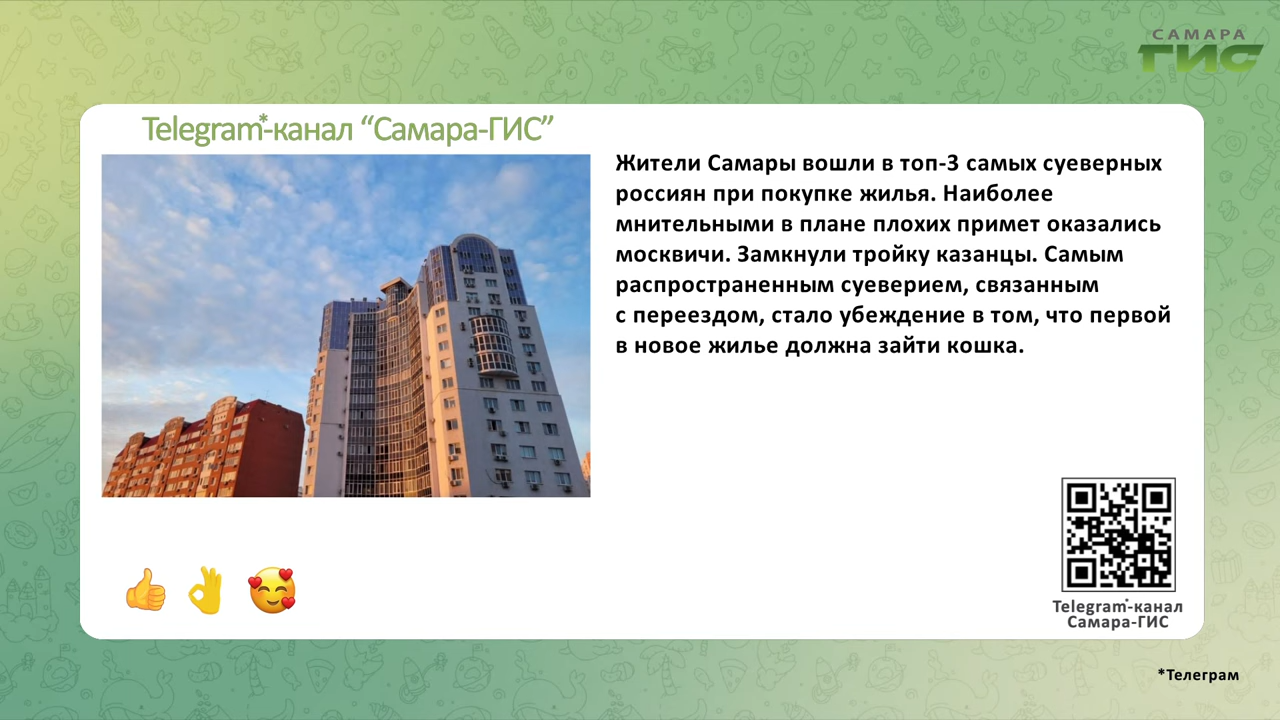 САМАРА
ГИС
Telegram*-канал “Самара-ГИС”
Жители Самары вошли в топ-3 самых суеверных
россиян при покупке жилья. Наиболее
мнительными в плане плохих примет оказались
москвичи. Замкнули тройку казанцы. Самым
распространенным суеверием, связанным
с переездом, стало убеждение в том, что первой
в новое жилье должна зайти кошка.
Telegram*-канал
Самара-ГИС
*Телеграм